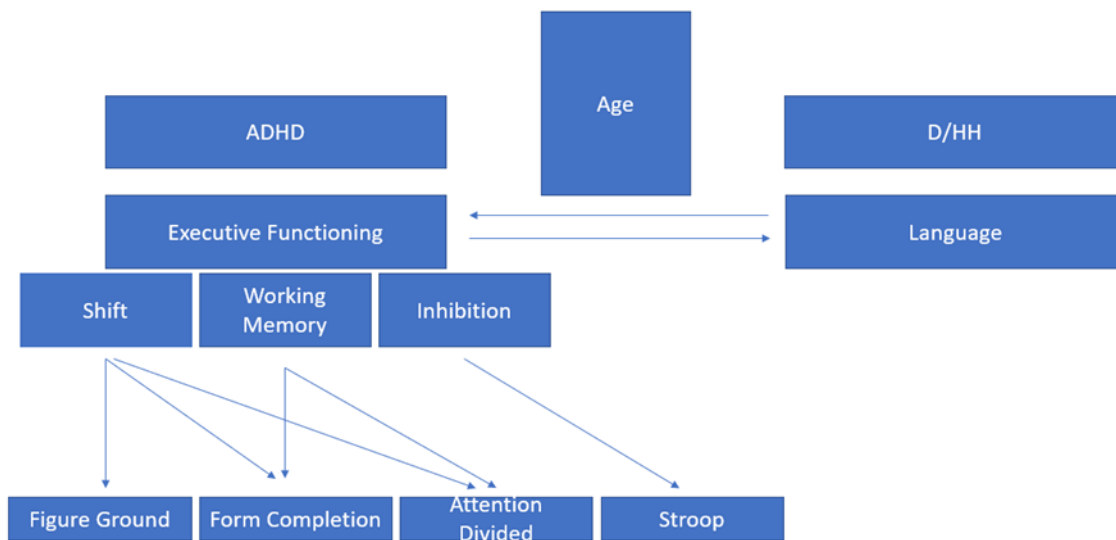 Age
ADHD
D/HH
Executive Functioning
Language
Shift
Working
Memory
Inhibition
Figure Ground
Form Completion
Attention
Divided
Stroop